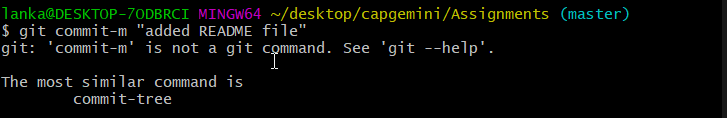 lanka@DESKTOP-7ODBRCI MINGW64 ~/desktop/capgemini/Assignments (master)
$ git commit-m "added README file"
git: 'commit-m' is not a git command. See 'git --help'.
The most similar command is
commit-tree